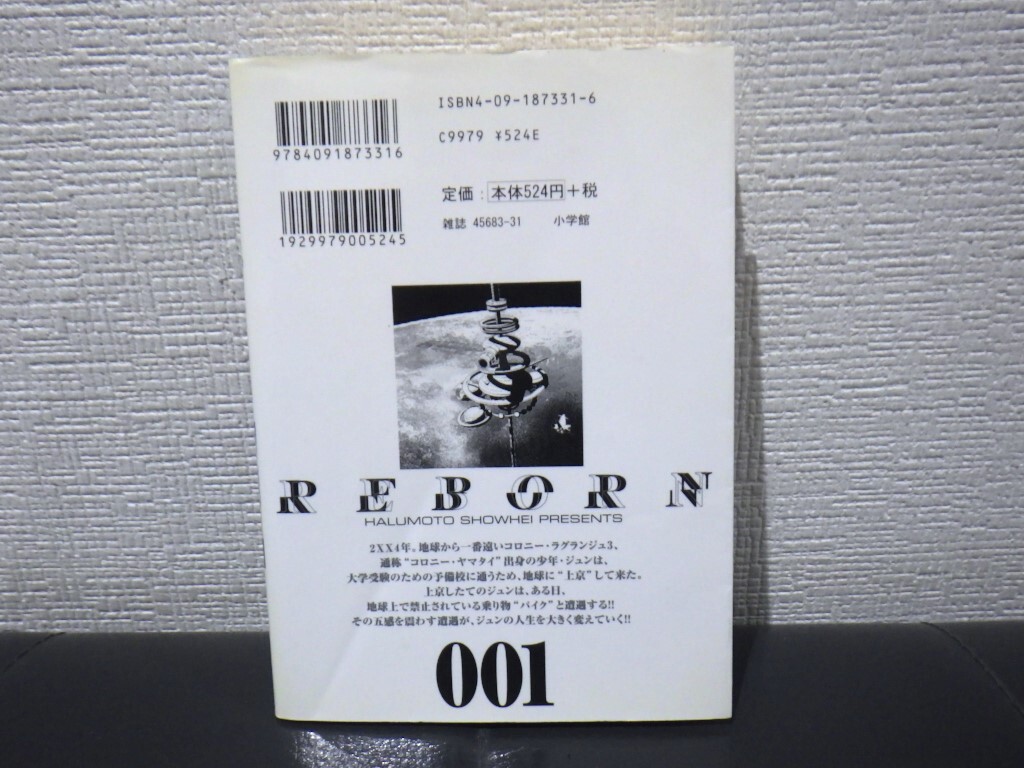 ISBN4-09-187331-6
9784091873316
C9979 ¥524E
定価：本体524円＋税
雑誌 45683-31 小学館
1929979005245
REBORN
HALUMOTO SHOWHEI PRESENTS
2XX4年。地球から一番遠いコロニー・ラグランジュ3、
通称“コロニー・ヤマタイ”出身の少年・ジュンは、
大学受験のための予備校に通うため、地球に“上京”して来た。
上京したてのジュンは、ある日、
地球上で禁止されている乗り物“バイク”と遭遇する!!
その五感を震わす遭遇が、ジュンの人生を大きく変えていく!!
001